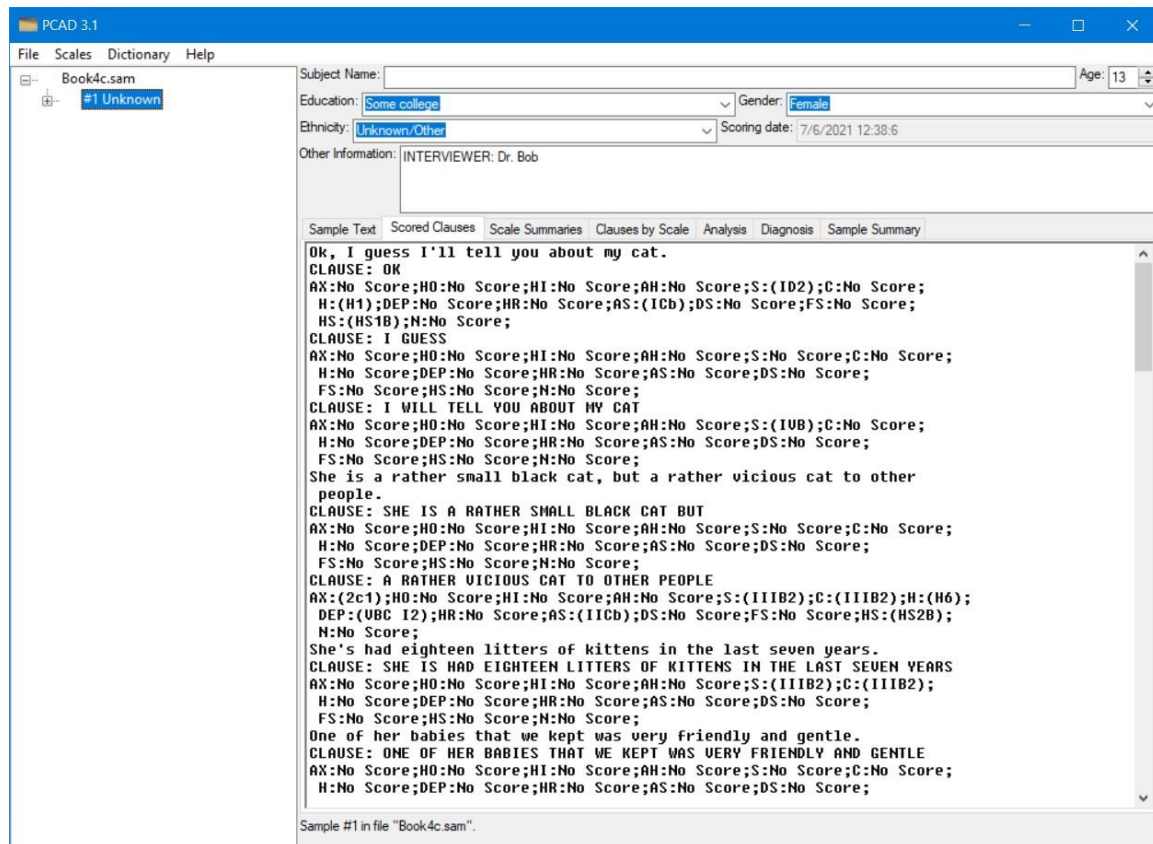 PCAD 3.1
File Scales Dictionary Help
Book4c.sam
#1 Unknown
Subject Name:
Age: 13
Education: Some college
Gender: Female
Ethnicity: Unknown/Other
Scoring date: 7/6/2021 12:38:6
Other Information: INTERVIEWER: Dr. Bob
Sample Text Scored Clauses Scale Summaries Clauses by Scale Analysis Diagnosis Sample Summary
Ok, I guess I'll tell you about my cat.
CLAUSE: OK
AX:No Score;HO:No Score;HI:No Score;AH:No Score;S:(ID2);C:No Score;
H:(H1);DEP:No Score;HR:No Score;AS:(ICb);DS:No Score;FS:No Score;
HS:(HS1B);N:No Score;
CLAUSE: I GUESS
AX:No Score;HO:No Score;HI:No Score;AH:No Score;S:No Score;C:No Score;
H:No Score;DEP:No Score;HR:No Score;AS:No Score;DS:No Score;
FS:No Score;HS:No Score;N:No Score;
CLAUSE: I WILL TELL YOU ABOUT MY CAT
AX:No Score;HO:No Score;HI:No Score;AH:No Score;S:(IVB);C:No Score;
H:No Score;DEP:No Score;HR:No Score;AS:No Score;DS:No Score;
FS:No Score;HS:No Score;N:No Score;
She is a rather small black cat, but a rather vicious cat to other
people.
CLAUSE: SHE IS A RATHER SMALL BLACK CAT BUT
AX:No Score;HO:No Score;HI:No Score;AH:No Score;S:No Score;C:No Score;
H:No Score;DEP:No Score;HR:No Score;AS:No Score;DS:No Score;
FS:No Score;HS:No Score;N:No Score;
CLAUSE: A RATHER VICIOUS CAT TO OTHER PEOPLE
AX:(2c1);HO:No Score;HI:No Score;AH:No Score;S:(IIIB2);C:(IIIB2);H:(H6);
DEP:(VBC I2);HR:No Score;AS:(IICb);DS:No Score;FS:No Score;HS:(HS2B);
N:No Score;
She's had eighteen litters of kittens in the last seven years.
CLAUSE: SHE IS HAD EIGHTEEN LITTERS OF KITTENS IN THE LAST SEVEN YEARS
AX:No Score;HO:No Score;HI:No Score;AH:No Score;S:(IIIB2);C:(IIIB2);
H:No Score;DEP:No Score;HR:No Score;AS:No Score;DS:No Score;
FS:No Score;HS:No Score;N:No Score;
One of her babies that we kept was very friendly and gentle.
CLAUSE: ONE OF HER BABIES THAT WE KEPT WAS VERY FRIENDLY AND GENTLE
AX:No Score;HO:No Score;HI:No Score;AH:No Score;S:No Score;C:No Score;
H:No Score;DEP:No Score;HR:No Score;AS:No Score;DS:No Score;
Sample #1 in file "Book4c.sam".